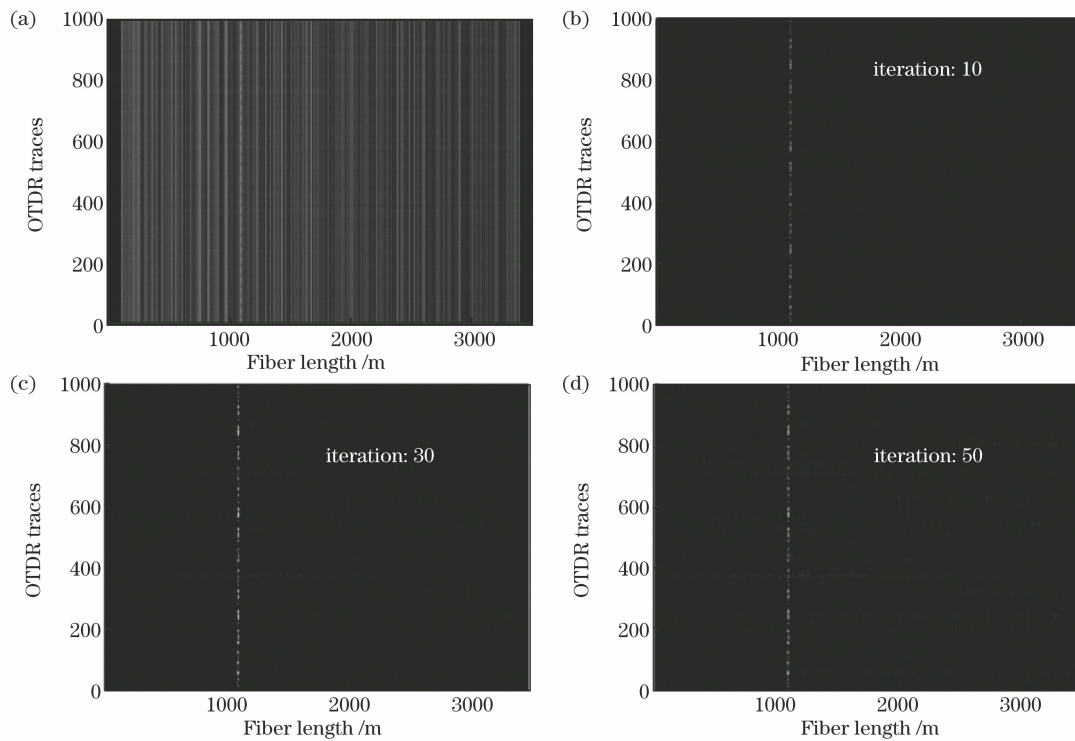 (a)
1000
800
600
400
200
0
OTDR traces
1000 2000 3000
Fiber length /m
(b)
1000
800
600
400
200
0
OTDR traces
iteration: 10
1000 2000 3000
Fiber length /m
(c)
1000
800
600
400
200
0
OTDR traces
iteration: 30
1000 2000 3000
Fiber length /m
(d)
1000
800
600
400
200
0
OTDR traces
iteration: 50
1000 2000 3000
Fiber length /m